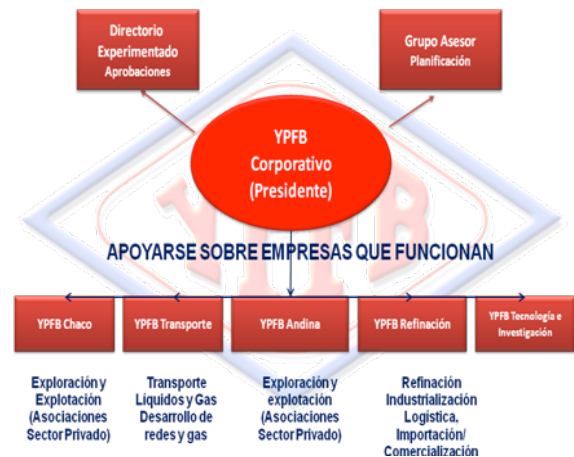 Directorio
Experimentado
Aprobaciones
Grupo Asesor
Planificación
YPFB
Corporativo
(Presidente)
YPFB
APOYARSE SOBRE EMPRESAS QUE FUNCIONAN
YPFB Chaco
YPFB Transporte
YPFB Andina
YPFB Refinación
YPFB Tecnología e
Investigación
Exploración y
Explotación
(Asociaciones
Sector Privado)
Transporte
Líquidos y Gas
Desarrollo de
redes y gas
Exploración y
explotación
(Asociaciones
Sector Privado)
Refinación
Industrialización
Logística,
Importación/
Comercialización